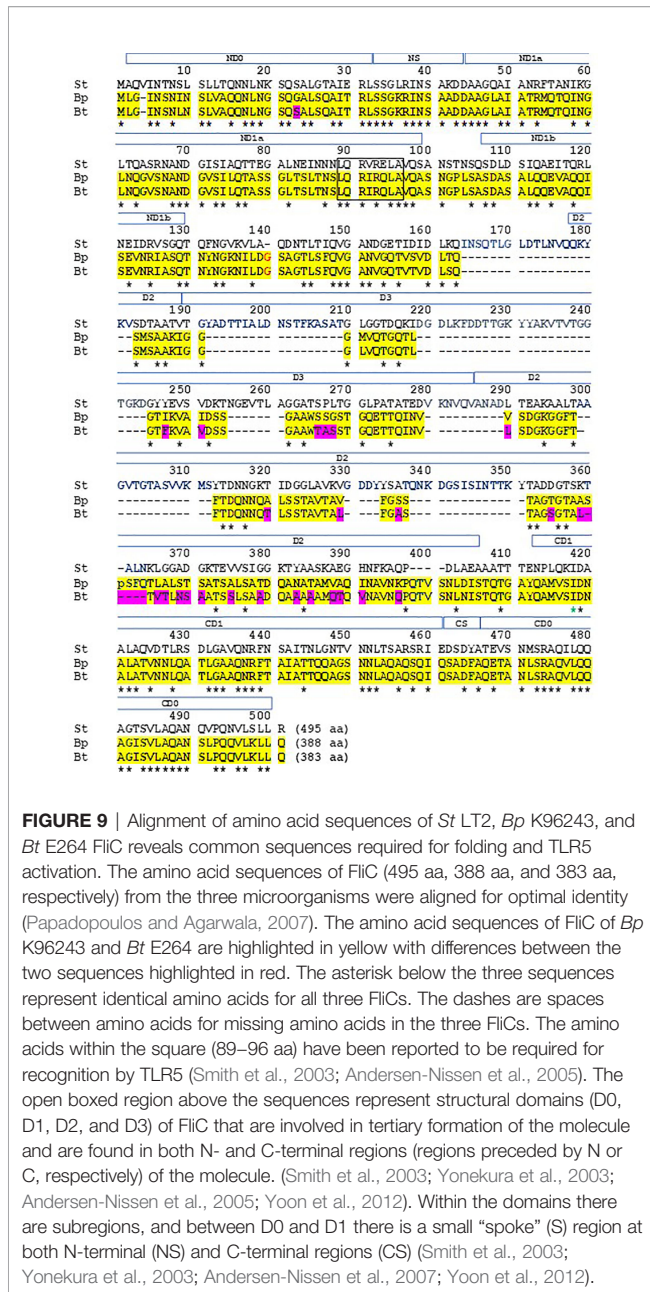 ND0 NS ND1a
10 20 30 40 50 60
St MAQVINTNSL SLLTQNNLNK SQSALGTAIE RLSSGLRINS AKDDAAGQAI ANRFTANIKG
Bp MLG-INSNIN SLVAQQNLNG SQGALSQAIT RLSSGKRINS AADDAAGLAI ATRMQTQING
Bt MLG-INSNLN SLVAQQNLNG SQSALSQAIT RLSSGKRINS AADDAAGLAI ATRMQTQING
ND1a ND1b
70 80 90 100 110 120
St LTQASRNAND GISIAQTTEG ALNEINNNLQ RVRELAVQSA NSTNSQSDLD SIQAEITQRL
Bp LNQGVSNAND GVSILQTASS GLTSLTNSLQ RIRQLAVQAS NGPLSASDAS ALQQEVAQQI
Bt LNQGVSNAND GVSILQTASS GLTSLTNSLQ RIRQLAVQAS NGPLSASDAS ALQQEVAQQI
ND1b D2
130 140 150 160 170 180
St NEIDRVSGQT QFNGVKVLA- QDNTLTIQVG ANDGETIDID LKQINSQTLG LDTLNVQQKY
Bp SEVNRIASQT NYNGKNILDG SAGTLSFQVG ANVGQTVSVD LTQ
Bt SEVNRIASQT NYNGKNILDG SAGTLSFQVG ANVNQTVTVD LSQ
D2 D3
190 200 210 220 230 240
St KVSDTAATVT GYADTTIALD NSTFKASATG LGGTDQKIDG DLKFDDTTGK YYAKVTVTGG
Bp --SMSAAKIG G- G MVQTGQTL
Bt --SMSAAKIG G- G LVQTGQTL
D3 D2
250 260 270 280 290 300
St TGKDGYYEVS VDKTNGEVTL AGGATSPLTG GLPATATEDV KNVQVANADL TEAKAALTAA
Bp GTIKVA IDSS GAAWSSGSTG GQETTQINV V SDGKGGFT-
Bt GTFKVA VDSS GAAWTASSTG GQETTQINV L SDGKGGFT-
D2
310 320 330 340 350 360
St GVTGTASVVK MSYTDNNGKT IDGGLAVKVG DDYYSATQNK DGSISINTTK YTADDGTSKT
Bp FTDQNNQA LSSTAVTAV FGSS TAGTGTAAS
Bt FTDQNNQT LSSTAVTAL FGSA TAGSGTAL-
D2 CD1
370 380 390 400 410 420
St -ALNKLGGAD GKTEVVSIGG KTYAASKAEG HNFKAQP--- DLAEAAATT TENPLQKIDA
Bp pSFQTLALST SATSALSATD QANATAMVAQ INAVNKPQTV SNLDISTQTG AYQAMVSIDN
Bt ----TVTLNS AATSSLSAAD QAAAAAMQTQ VNAVNQPQTV SNLDISTQTG AYQAMVSIDN
CD1 CS CD0
430 440 450 460 470 480
St ALAQVDTLRS DLGAVQNRFN SAITNLGNTV NNLTSARSRI EDSDYATEVS NMSRAQILQQ
Bp ALATVNNLQA TLGAAQNRFT AIATTQQAGS NNLAQAQSQI QSADFAQETA NLSRAQVLQQ
Bt ALATVNNLQA TLGAAQNRFT AIATTQQAGS NNLTQAQSQI QSADFAQETA NLSRAQVLQQ
CD0
490 500
St AGTSVLAQAN QVPQNVLSLL R (495 aa)
Bp AGISVLAQAN SLPQQVLKLL Q (388 aa)
Bt AGISVLAQAN SLPQQVLKLL Q (383 aa)
FIGURE 9 | Alignment of amino acid sequences of St LT2, Bp K96243, and
Bt E264 FliC reveals common sequences required for folding and TLR5
activation. The amino acid sequences of FliC (495 aa, 388 aa, and 383 aa,
respectively) from the three microorganisms were aligned for optimal identity
(Papadopoulos and Agarwala, 2007). The amino acid sequences of FliC of Bp
K96243 and Bt E264 are highlighted in yellow with differences between the
two sequences highlighted in red. The asterisk below the three sequences
represent identical amino acids for all three FliCs. The dashes are spaces
between amino acids for missing amino acids in the three FliCs. The amino
acids within the square (89–96 aa) have been reported to be required for
recognition by TLR5 (Smith et al., 2003; Andersen-Nissen et al., 2005). The
open boxed region above the sequences represent structural domains (D0,
D1, D2, and D3) of FliC that are involved in tertiary formation of the molecule
and are found in both N- and C-terminal regions (regions preceded by N or
C, respectively) of the molecule. (Smith et al., 2003; Yonekura et al., 2003;
Andersen-Nissen et al., 2005; Yoon et al., 2012). Within the domains there
are subregions, and between D0 and D1 there is a small “spoke” (S) region at
both N-terminal (NS) and C-terminal regions (CS) (Smith et al., 2003;
Yonekura et al., 2003; Andersen-Nissen et al., 2007; Yoon et al., 2012).